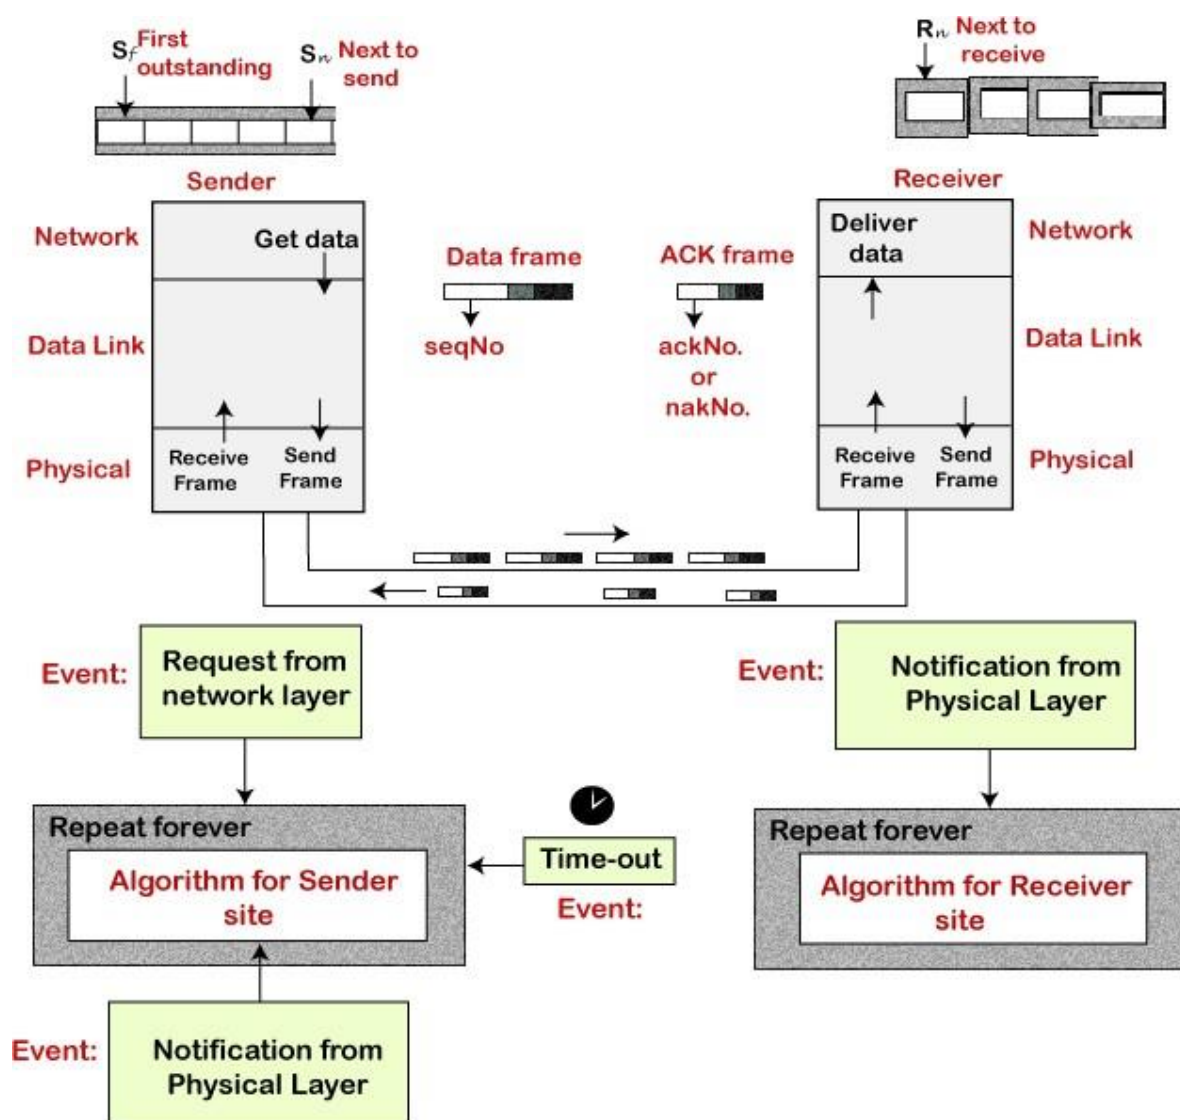 Sf First
outstanding
Sn Next to
send
Rn Next to
receive
Sender
Receiver
Network
Get data
Data frame
ACK frame
Deliver
data
Network
Data Link
seqNo
ackNo.
or
nakNo.
Data Link
Physical
Receive
Frame
Send
Frame
Receive
Frame
Send
Frame
Physical
Event:
Request from
network layer
Event:
Notification from
Physical Layer
Repeat forever
Algorithm for Sender
site
Time-out
Event:
Repeat forever
Algorithm for Receiver
site
Event:
Notification from
Physical Layer